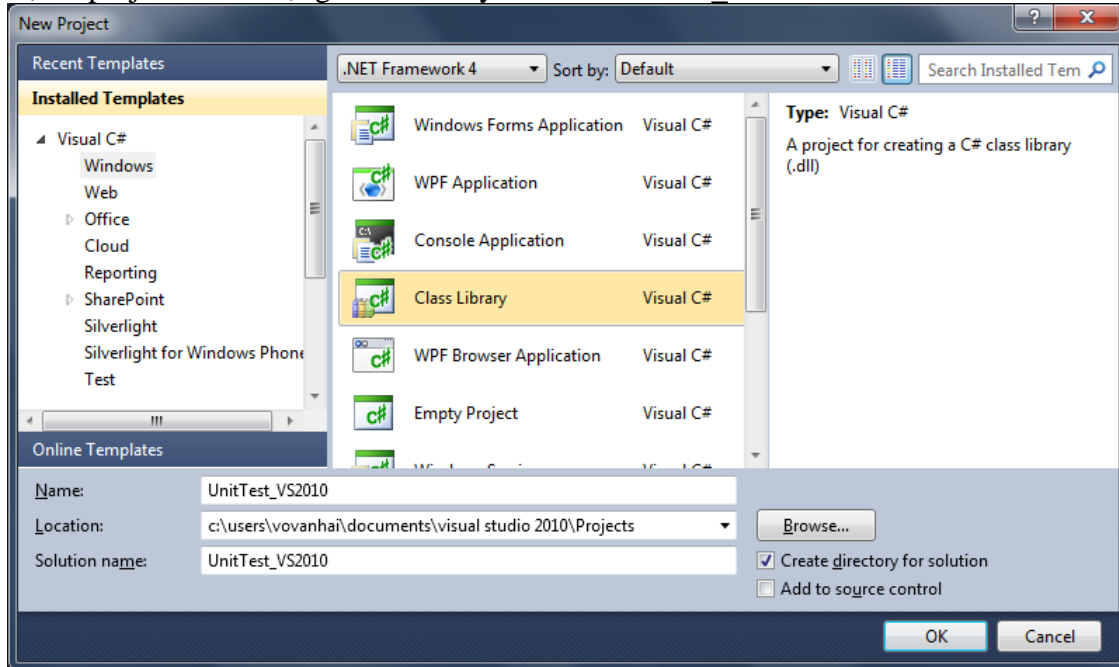 New Project
Recent Templates
Installed Templates
Visual C#
Windows
Web
Office
Cloud
Reporting
SharePoint
Silverlight
Silverlight for Windows Phone
Test
Online Templates
.NET Framework 4
Sort by: Default
Search Installed Tem
Windows Forms Application Visual C#
WPF Application Visual C#
Console Application Visual C#
Class Library Visual C#
WPF Browser Application Visual C#
Empty Project Visual C#
Type: Visual C#
A project for creating a C# class library
(.dll)
Name: UnitTest_VS2010
Location: c:\users\vovanhai\documents\visual studio 2010\Projects
Browse...
Solution name: UnitTest_VS2010
Create directory for solution
Add to source control
OK Cancel